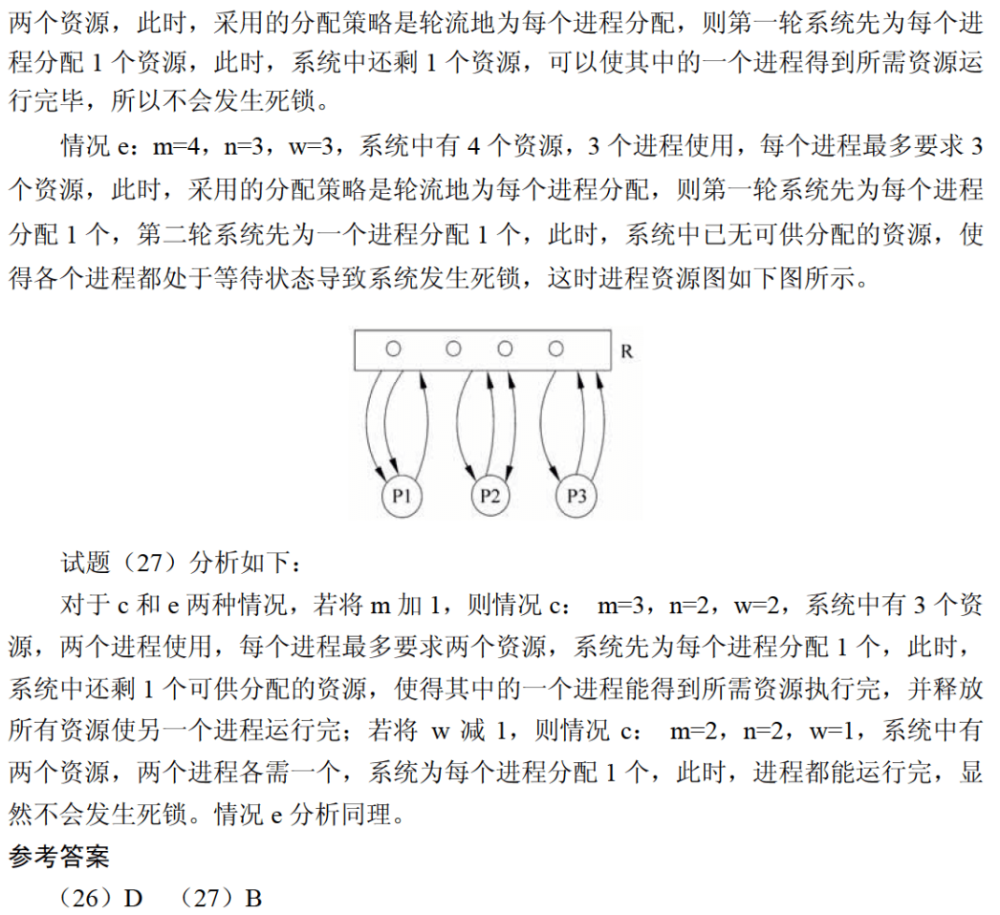 两个资源，此时，采用的分配策略是轮流地为每个进程分配，则第一轮系统先为每个进
程分配 1 个资源，此时，系统中还剩 1 个资源，可以使其中的一个进程得到所需资源运
行完毕，所以不会发生死锁。
情况 e：m=4，n=3，w=3，系统中有 4 个资源，3 个进程使用，每个进程最多要求 3
个资源，此时，采用的分配策略是轮流地为每个进程分配，则第一轮系统先为每个进程
分配 1 个，第二轮系统先为一个进程分配 1 个，此时，系统中已无可供分配的资源，使
得各个进程都处于等待状态导致系统发生死锁，这时进程资源图如下图所示。
R
P1 P2 P3
试题（27）分析如下：
对于 c 和 e 两种情况，若将 m 加 1，则情况 c： m=3，n=2，w=2，系统中有 3 个资
源，两个进程使用，每个进程最多要求两个资源，系统先为每个进程分配 1 个，此时，
系统中还剩 1 个可供分配的资源，使得其中的一个进程能得到所需资源执行完，并释放
所有资源使另一个进程运行完；若将 w 减 1，则情况 c： m=2，n=2，w=1，系统中有
两个资源，两个进程各需一个，系统为每个进程分配 1 个，此时，进程都能运行完，显
然不会发生死锁。情况 e 分析同理。
参考答案
（26）D （27）B